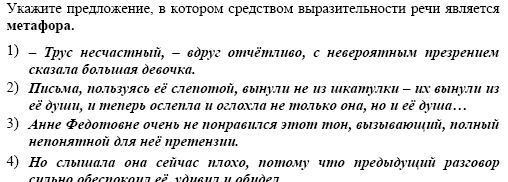 Укажите предложение, в котором средством выразительности речи является
метафора.
1) – Трус несчастный, – вдруг отчётливо, с невероятным презрением
сказала большая девочка.
2) Письма, пользуясь её слепотой, вынули не из шкатулки – их вынули из
её души, и теперь ослепла и оглохла не только она, но и её душа…
3) Анне Федотовне очень не понравился этот тон, вызывающий, полный
непонятной для неё претензии.
4) Но слышала она сейчас плохо, потому что предыдущий разговор
сильно обеспокоил её, удивил и обидел